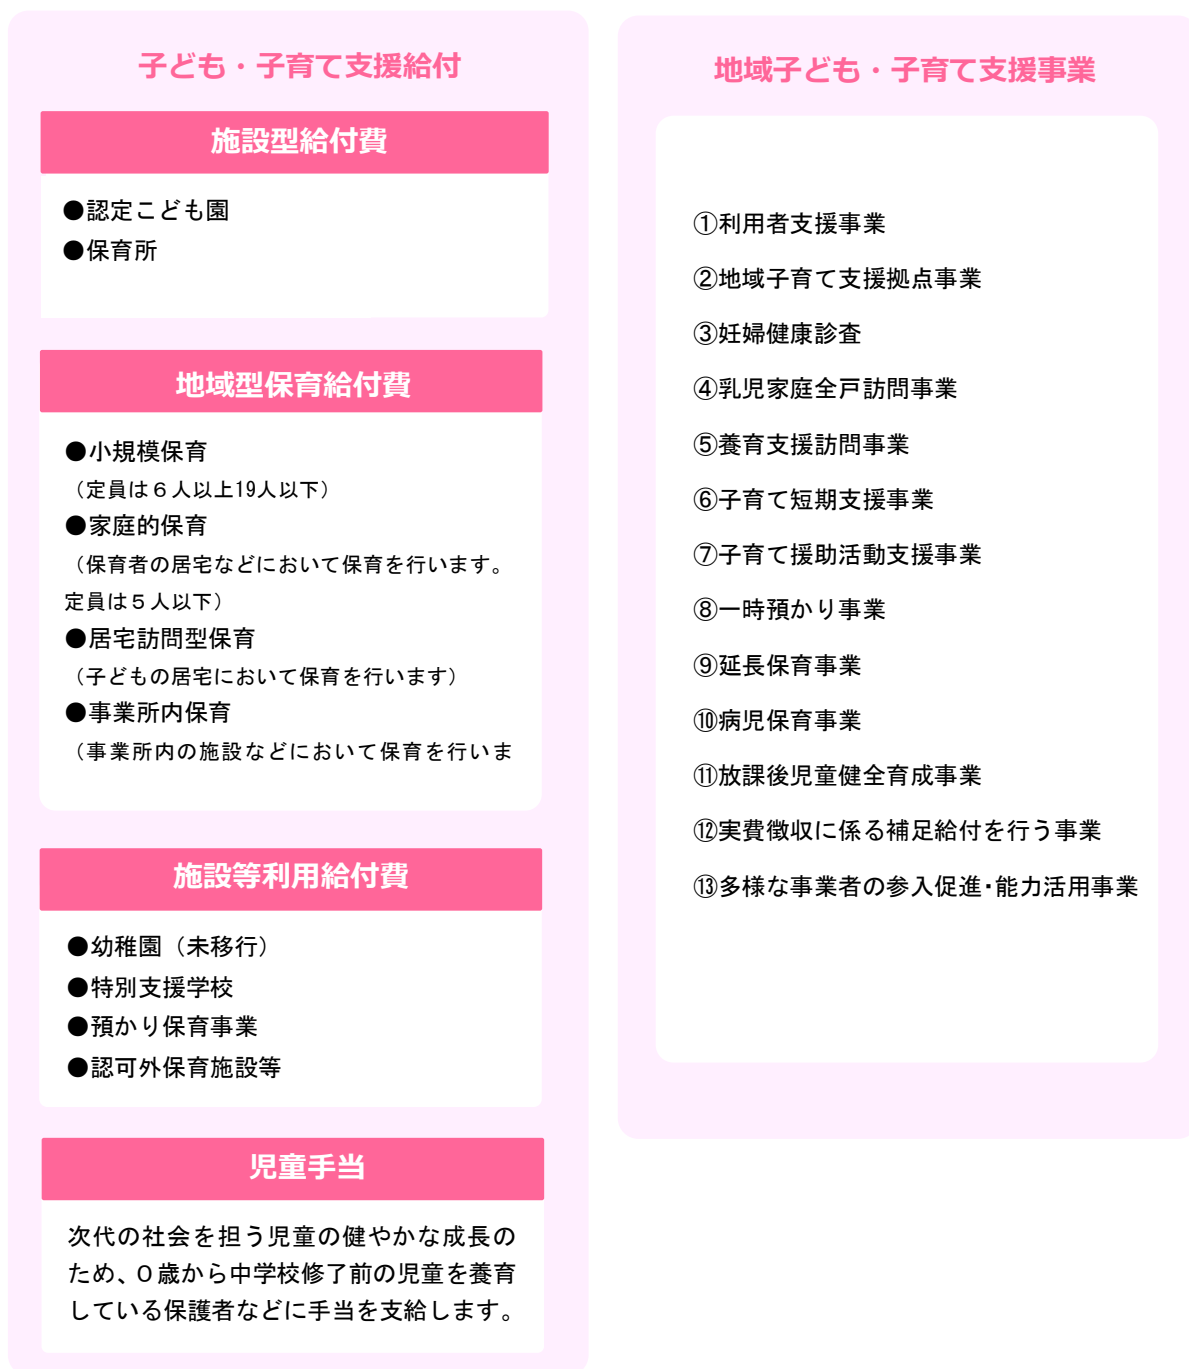 子ども・子育て支援給付
施設型給付費
●認定こども園
●保育所
地域型保育給付費
●小規模保育
（定員は６人以上19人以下）
●家庭的保育
（保育者の居宅などにおいて保育を行います。
定員は５人以下）
●居宅訪問型保育
（子どもの居宅において保育を行います）
●事業所内保育
（事業所内の施設などにおいて保育を行いま
施設等利用給付費
●幼稚園（未移行）
●特別支援学校
●預かり保育事業
●認可外保育施設等
児童手当
次代の社会を担う児童の健やかな成長の
ため、０歳から中学校修了前の児童を養育
している保護者などに手当を支給します。
地域子ども・子育て支援事業
①利用者支援事業
②地域子育て支援拠点事業
③妊婦健康診査
④乳児家庭全戸訪問事業
⑤養育支援訪問事業
⑥子育て短期支援事業
⑦子育て援助活動支援事業
⑧一時預かり事業
⑨延長保育事業
⑩病児保育事業
⑪放課後児童健全育成事業
⑫実費徴収に係る補足給付を行う事業
⑬多様な事業者の参入促進・能力活用事業